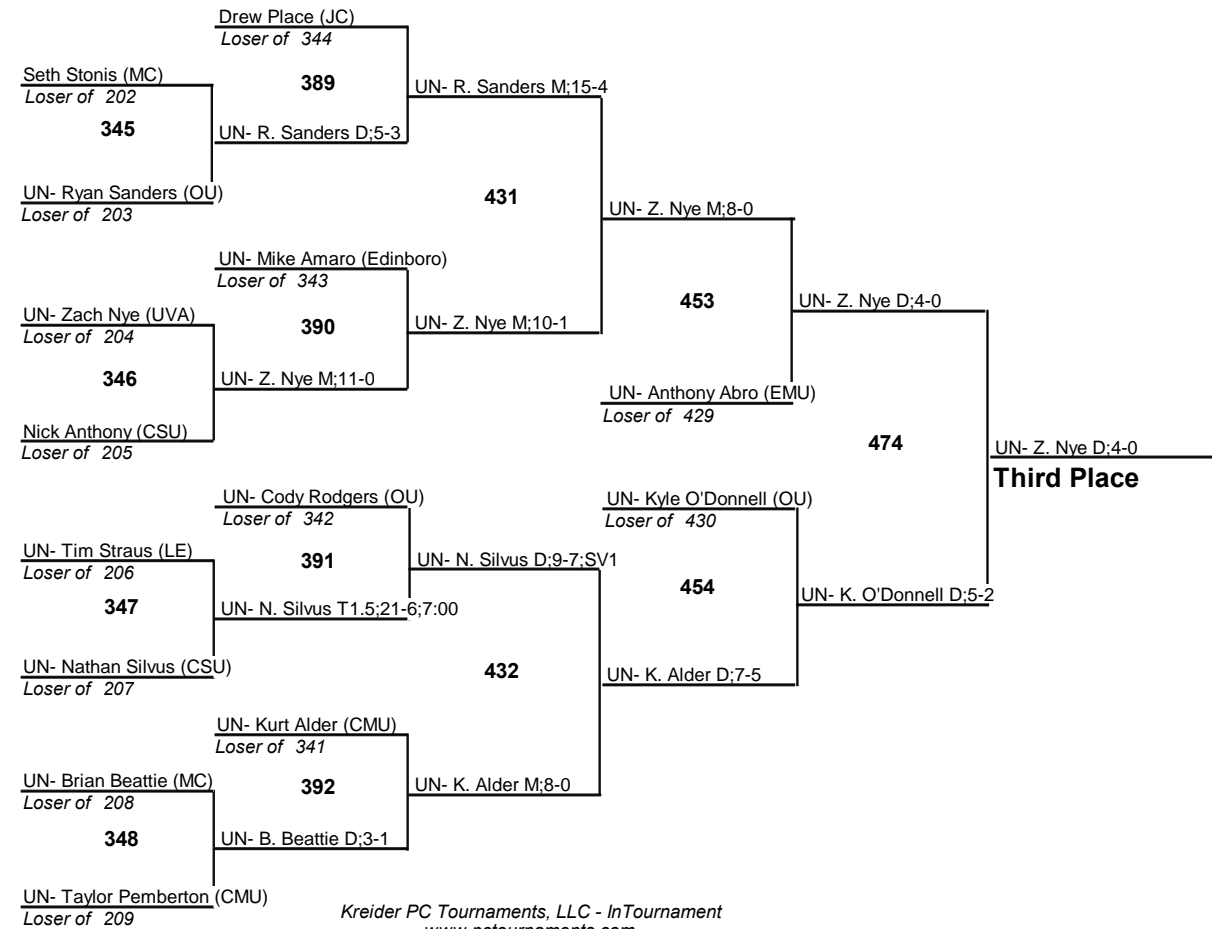 Drew Place (JC)
Loser of 344
389
Seth Stonis (MC)
Loser of 202
345
UN- R. Sanders M;15-4
UN- R. Sanders D;5-3
UN- Ryan Sanders (OU)
Loser of 203
431
UN- Z. Nye M;8-0
UN- Mike Amaro (Edinboro)
Loser of 343
390
UN- Zach Nye (UVA)
Loser of 204
346
UN- Z. Nye M;10-1
UN- Z. Nye M;11-0
Nick Anthony (CSU)
Loser of 205
453
UN- Z. Nye D;4-0
UN- Anthony Abro (EMU)
Loser of 429
474
UN- Z. Nye D;4-0
Third Place
UN- Cody Rodgers (OU)
Loser of 342
391
UN- Kyle O'Donnell (OU)
Loser of 430
UN- Tim Straus (LE)
Loser of 206
347
UN- N. Silvus D;9-7;SV1
454
UN- N. Silvus T1.5;21-6;7:00
UN- K. O'Donnell D;5-2
UN- Nathan Silvus (CSU)
Loser of 207
432
UN- K. Alder D;7-5
UN- Kurt Alder (CMU)
Loser of 341
392
UN- Brian Beattie (MC)
Loser of 208
348
UN- K. Alder M;8-0
UN- B. Beattie D;3-1
UN- Taylor Pemberton (CMU)
Loser of 209
Kreider PC Tournaments, LLC - InTournament
www.pctournaments.com